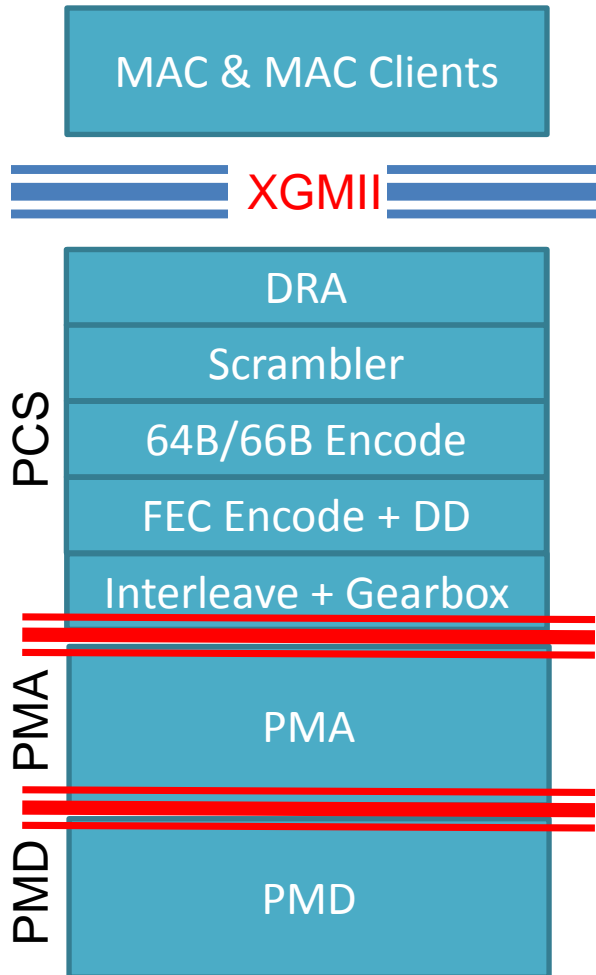 MAC & MAC Clients
XGMII
PCS
DRA
Scrambler
64B/66B Encode
FEC Encode + DD
Interleave + Gearbox
PMA
PMA
PMD
PMD